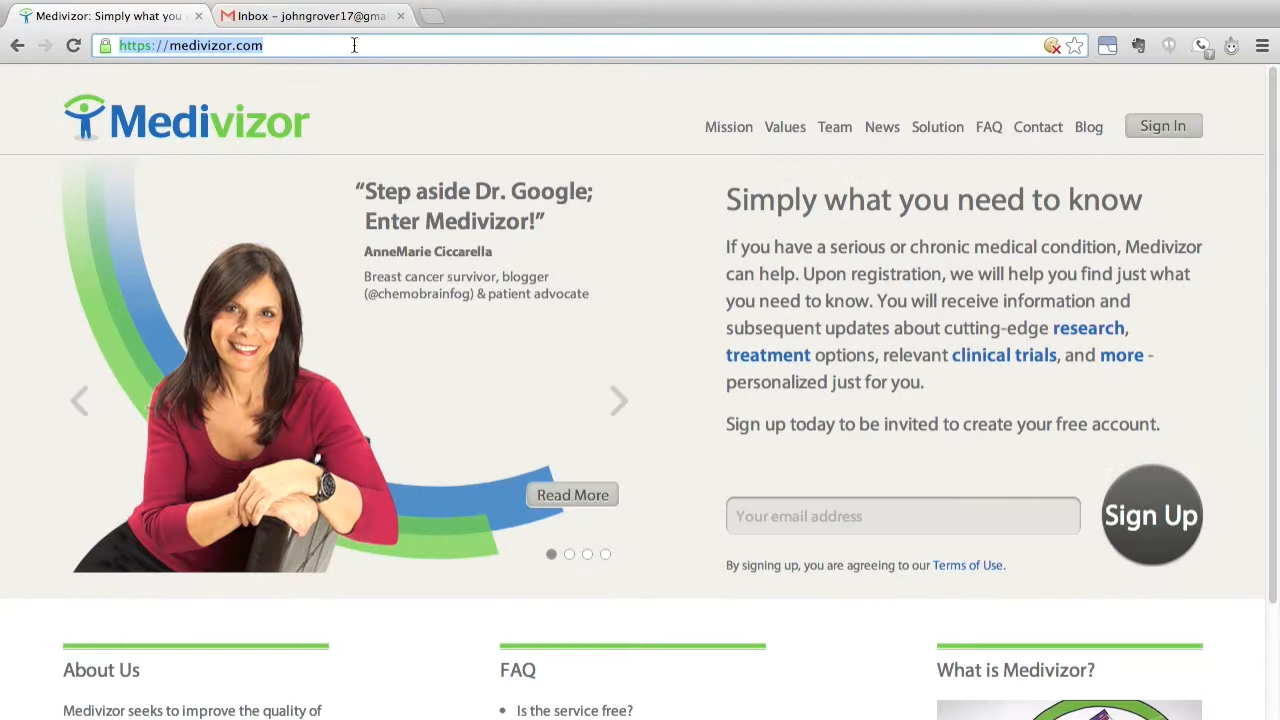 Medivizor: Simply what you
Inbox - johngrover17@gma
https://medivizor.com
Medivizor
Mission Values Team News Solution FAQ Contact Blog Sign In
“Step aside Dr. Google;
Enter Medivizor!”
AnneMarie Ciccarella
Breast cancer survivor, blogger
(@chemobrainfog) & patient advocate
Read More
Simply what you need to know
If you have a serious or chronic medical condition, Medivizor
can help. Upon registration, we will help you find just what
you need to know. You will receive information and
subsequent updates about cutting-edge research,
treatment options, relevant clinical trials, and more -
personalized just for you.
Sign up today to be invited to create your free account.
Your email address
Sign Up
By signing up, you are agreeing to our Terms of Use.
About Us
Medivizor seeks to improve the quality of
FAQ
• Is the service free?
What is Medivizor?